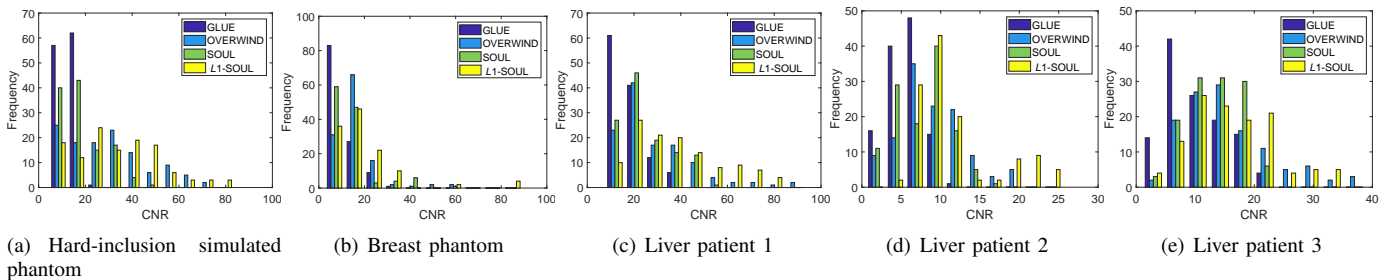 70
60
50
40
30
20
10
0
Frequency
0 20 40 60 80 100
CNR
GLUE
OVERWIND
SOUL
L1-SOUL
(a) Hard-inclusion simulated
phantom
100
80
60
40
20
0
Frequency
0 20 40 60 80 100
CNR
GLUE
OVERWIND
SOUL
L1-SOUL
(b) Breast phantom
70
60
50
40
30
20
10
0
Frequency
0 20 40 60 80 100
CNR
GLUE
OVERWIND
SOUL
L1-SOUL
(c) Liver patient 1
50
40
30
20
10
0
Frequency
0 5 10 15 20 25 30
CNR
GLUE
OVERWIND
SOUL
L1-SOUL
(d) Liver patient 2
50
40
30
20
10
0
Frequency
0 10 20 30 40
CNR
GLUE
OVERWIND
SOUL
L1-SOUL
(e) Liver patient 3